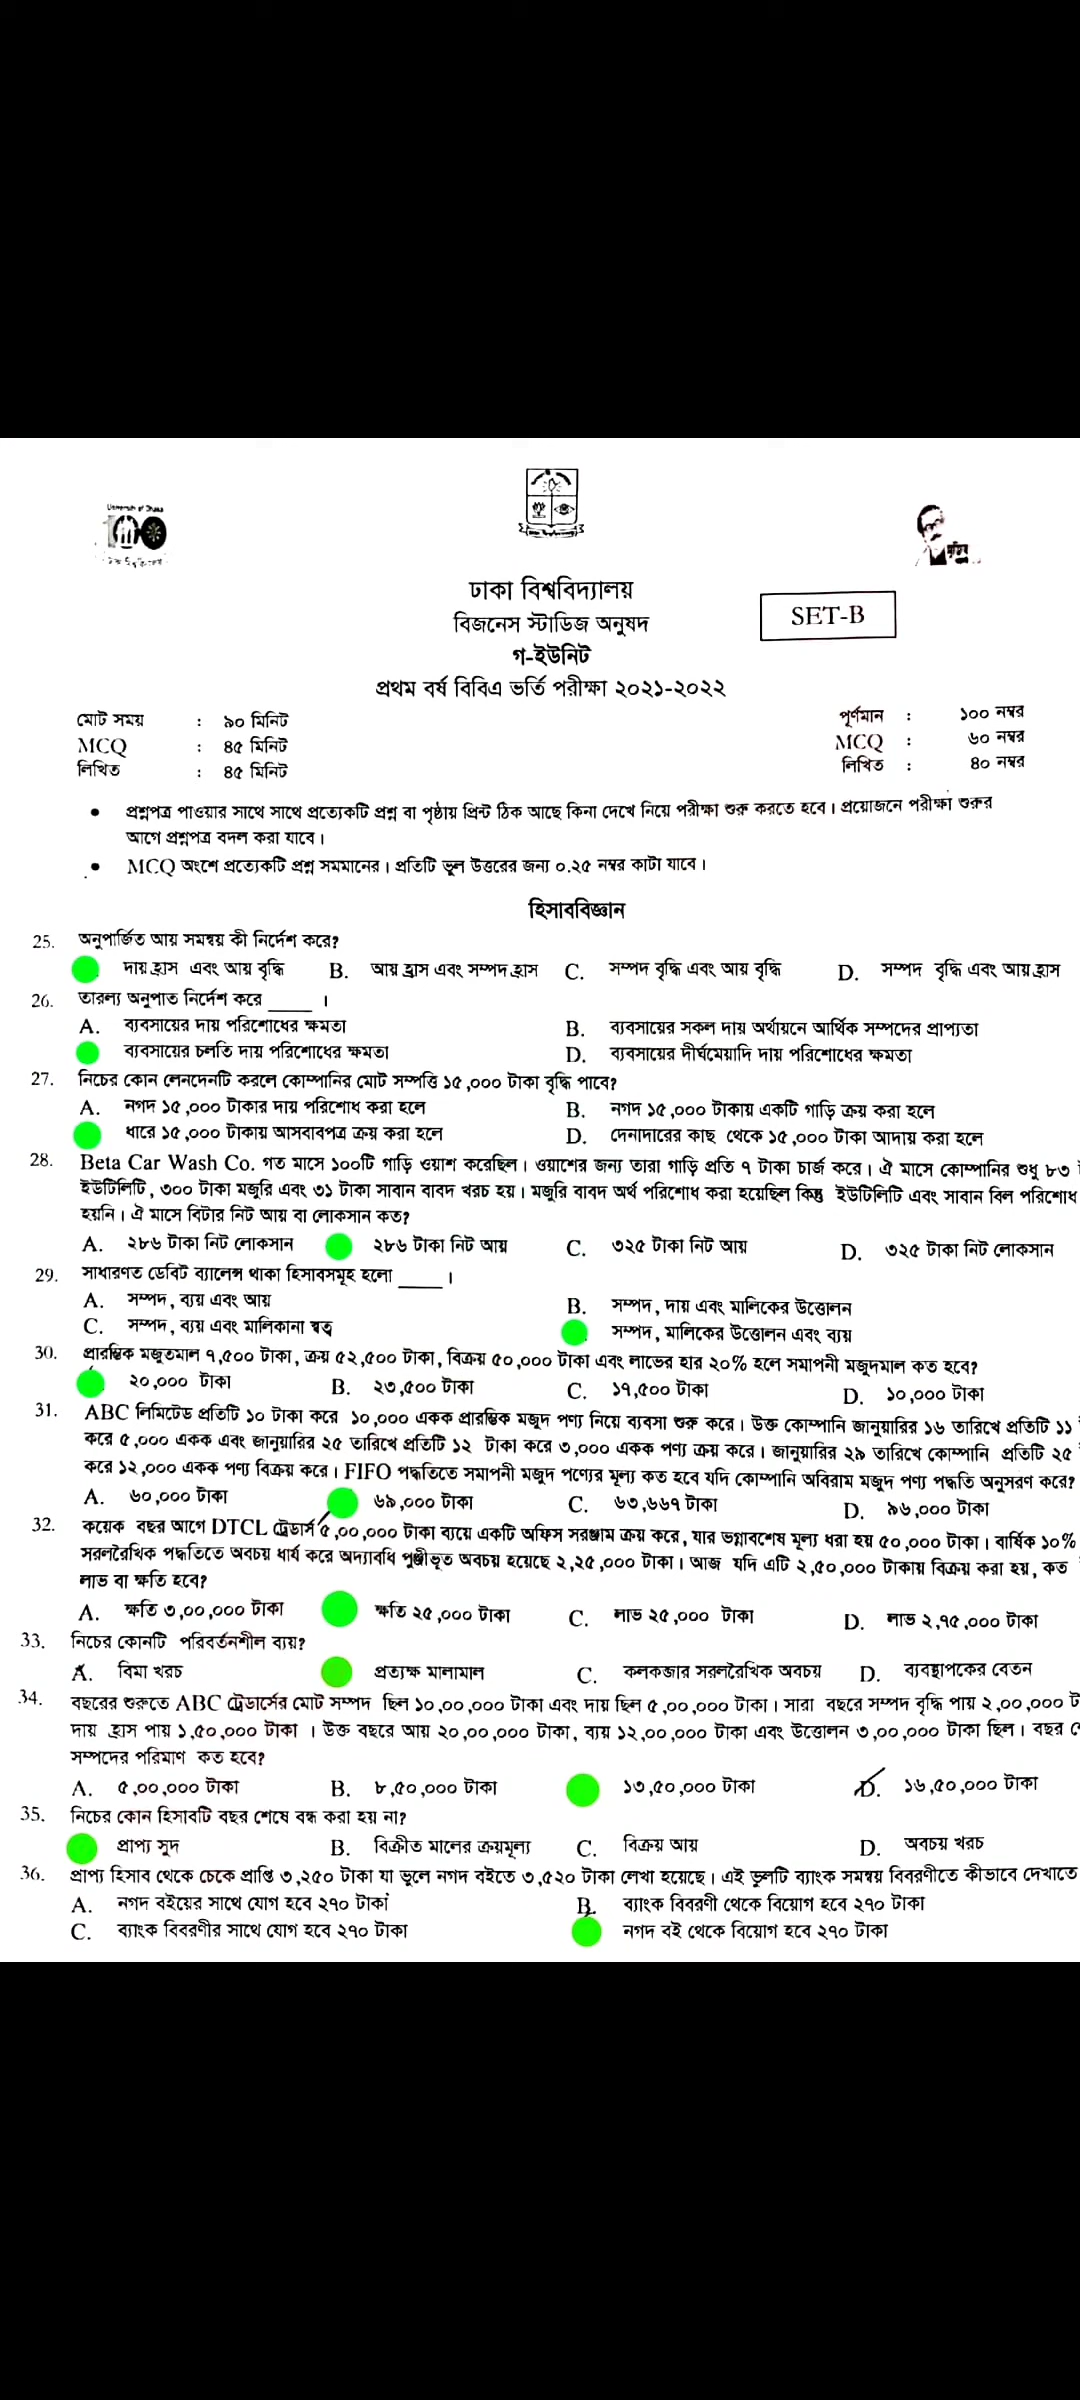 University of Dhaka
ঢাকা বিশ্ববিদ্যালয়
বিজনেস স্টাডিজ অনুষদ
SET-B
গ-ইউনিট
প্রথম বর্ষ বিবিএ ভর্তি পরীক্ষা ২০২১-২০২২
মোট সময় : ৯০ মিনিট পূর্ণমান : ১০০ নম্বর
MCQ : ৪৫ মিনিট MCQ : ৬০ নম্বর
লিখিত : ৪৫ মিনিট লিখিত : ৪০ নম্বর
• প্রশ্নপত্র পাওয়ার সাথে সাথে প্রত্যেকটি প্রশ্ন বা পৃষ্ঠায় প্রিন্ট ঠিক আছে কিনা দেখে নিয়ে পরীক্ষা শুরু করতে হবে। প্রয়োজনে পরীক্ষা শুরুর
আগে প্রশ্নপত্র বদল করা যাবে।
• MCQ অংশে প্রত্যেকটি প্রশ্ন সমমানের। প্রতিটি ভুল উত্তরের জন্য ০.২৫ নম্বর কাটা যাবে।
হিসাববিজ্ঞান
25. অনুপার্জিত আয় সমন্বয় কী নির্দেশ করে?
দায় হ্রাস এবং আয় বৃদ্ধি B. আয় হ্রাস এবং সম্পদ হ্রাস C. সম্পদ বৃদ্ধি এবং আয় বৃদ্ধি D. সম্পদ বৃদ্ধি এবং আয় হ্রাস
26. তারল্য অনুপাত নির্দেশ করে _____ ।
A. ব্যবসায়ের দায় পরিশোধের ক্ষমতা B. ব্যবসায়ের সকল দায় অর্থায়নে আর্থিক সম্পদের প্রাপ্যতা
ব্যবসায়ের চলতি দায় পরিশোধের ক্ষমতা D. ব্যবসায়ের দীর্ঘমেয়াদি দায় পরিশোধের ক্ষমতা
27. নিচের কোন লেনদেনটি করলে কোম্পানির মোট সম্পত্তি ১৫,০০০ টাকা বৃদ্ধি পাবে?
A. নগদ ১৫,০০০ টাকার দায় পরিশোধ করা হলে B. নগদ ১৫,০০০ টাকায় একটি গাড়ি ক্রয় করা হলে
ধারে ১৫,০০০ টাকায় আসবাবপত্র ক্রয় করা হলে D. দেনাদারের কাছ থেকে ১৫,০০০ টাকা আদায় করা হলে
28. Beta Car Wash Co. গত মাসে ১০০টি গাড়ি ওয়াশ করেছিল। ওয়াশের জন্য তারা গাড়ি প্রতি ৭ টাকা চার্জ করে। ঐ মাসে কোম্পানির শুধু ৮৩
ইউটিলিটি, ৩০০ টাকা মজুরি এবং ৩১ টাকা সাবান বাবদ খরচ হয়। মজুরি বাবদ অর্থ পরিশোধ করা হয়েছিল কিন্তু ইউটিলিটি এবং সাবান বিল পরিশোধ
হয়নি। ঐ মাসে বিটার নিট আয় বা লোকসান কত?
A. ২৮৬ টাকা নিট লোকসান ২৮৬ টাকা নিট আয় C. ৩২৫ টাকা নিট আয় D. ৩২৫ টাকা নিট লোকসান
29. সাধারণত ডেবিট ব্যালেন্স থাকা হিসাবসমূহ হলো _____ ।
A. সম্পদ, ব্যয় এবং আয় B. সম্পদ, দায় এবং মালিকের উত্তোলন
C. সম্পদ, ব্যয় এবং মালিকানা স্বত্ব সম্পদ, মালিকের উত্তোলন এবং ব্যয়
30. প্রারম্ভিক মজুতমাল ৭,৫০০ টাকা, ক্রয় ৫২,৫০০ টাকা, বিক্রয় ৫০,০০০ টাকা এবং লাভের হার ২০% হলে সমাপনী মজুদমাল কত হবে?
২০,০০০ টাকা B. ২৩,৫০০ টাকা C. ১৭,৫০০ টাকা D. ১০,০০০ টাকা
31. ABC লিমিটেড প্রতিটি ১০ টাকা করে ১০,০০০ একক প্রারম্ভিক মজুদ পণ্য নিয়ে ব্যবসা শুরু করে। উক্ত কোম্পানি জানুয়ারির ১৬ তারিখে প্রতিটি ১১
করে ৫,০০০ একক এবং জানুয়ারির ২৫ তারিখে প্রতিটি ১২ টাকা করে ৩,০০০ একক পণ্য ক্রয় করে। জানুয়ারির ২৯ তারিখে কোম্পানি প্রতিটি ২৫
করে ১২,০০০ একক পণ্য বিক্রয় করে। FIFO পদ্ধতিতে সমাপনী মজুদ পণ্যের মূল্য কত হবে যদি কোম্পানি অবিরাম মজুদ পণ্য পদ্ধতি অনুসরণ করে?
A. ৬০,০০০ টাকা ৬৯,০০০ টাকা C. ৬৩,৬৬৭ টাকা D. ৯৬,০০০ টাকা
32. কয়েক বছর আগে DTCL ট্রেডার্স ৫,০০,০০০ টাকা ব্যয়ে একটি অফিস সরঞ্জাম ক্রয় করে, যার ভগ্নাবশেষ মূল্য ধরা হয় ৫০,০০০ টাকা। বার্ষিক ১০%
সরলরৈখিক পদ্ধতিতে অবচয় ধার্য করে অদ্যাবধি পুঞ্জীভূত অবচয় হয়েছে ২,২৫,০০০ টাকা। আজ যদি এটি ২,৫০,০০০ টাকায় বিক্রয় করা হয়, কত
লাভ বা ক্ষতি হবে?
A. ক্ষতি ৩,০০,০০০ টাকা ক্ষতি ২৫,০০০ টাকা C. লাভ ২৫,০০০ টাকা D. লাভ ২,৭৫,০০০ টাকা
33. নিচের কোনটি পরিবর্তনশীল ব্যয়?
A. বিমা খরচ প্রত্যক্ষ মালামাল C. কলকব্জার সরলরৈখিক অবচয় D. ব্যবস্থাপকের বেতন
34. বছরের শুরুতে ABC ট্রেডার্সের মোট সম্পদ ছিল ১০,০০,০০০ টাকা এবং দায় ছিল ৫,০০,০০০ টাকা। সারা বছরে সম্পদ বৃদ্ধি পায় ২,০০,০০০
দায় হ্রাস পায় ১,৫০,০০০ টাকা । উক্ত বছরে আয় ২০,০০,০০০ টাকা, ব্যয় ১২,০০,০০০ টাকা এবং উত্তোলন ৩,০০,০০০ টাকা ছিল। বছর
সম্পদের পরিমাণ কত হবে?
A. ৫,০০,০০০ টাকা B. ৮,৫০,০০০ টাকা ১৩,৫০,০০০ টাকা D. ১৬,৫০,০০০ টাকা
35. নিচের কোন হিসাবটি বছর শেষে বন্ধ করা হয় না?
প্রাপ্য সুদ B. বিক্রীত মালের ক্রয়মূল্য C. বিক্রয় আয় D. অবচয় খরচ
36. প্রাপ্য হিসাব থেকে চেকে প্রাপ্তি ৩,২৫০ টাকা যা ভুলে নগদ বইতে ৩,৫২০ টাকা লেখা হয়েছে। এই ভুলটি ব্যাংক সমন্বয় বিবরণীতে কীভাবে দেখাতে
A. নগদ বইয়ের সাথে যোগ হবে ২৭০ টাকা B. ব্যাংক বিবরণী থেকে বিয়োগ হবে ২৭০ টাকা
C. ব্যাংক বিবরণীর সাথে যোগ হবে ২৭০ টাকা নগদ বই থেকে বিয়োগ হবে ২৭০ টাকা